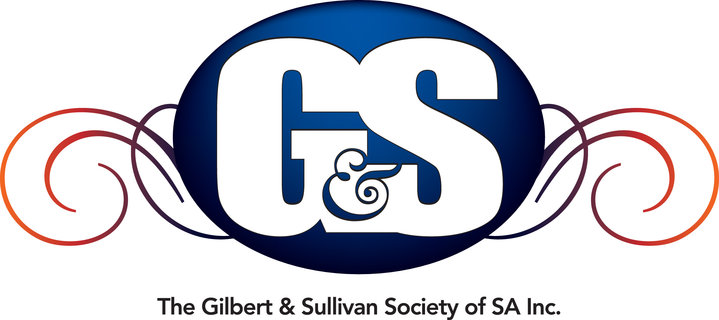 G&S
The Gilbert & Sullivan Society of SA Inc.